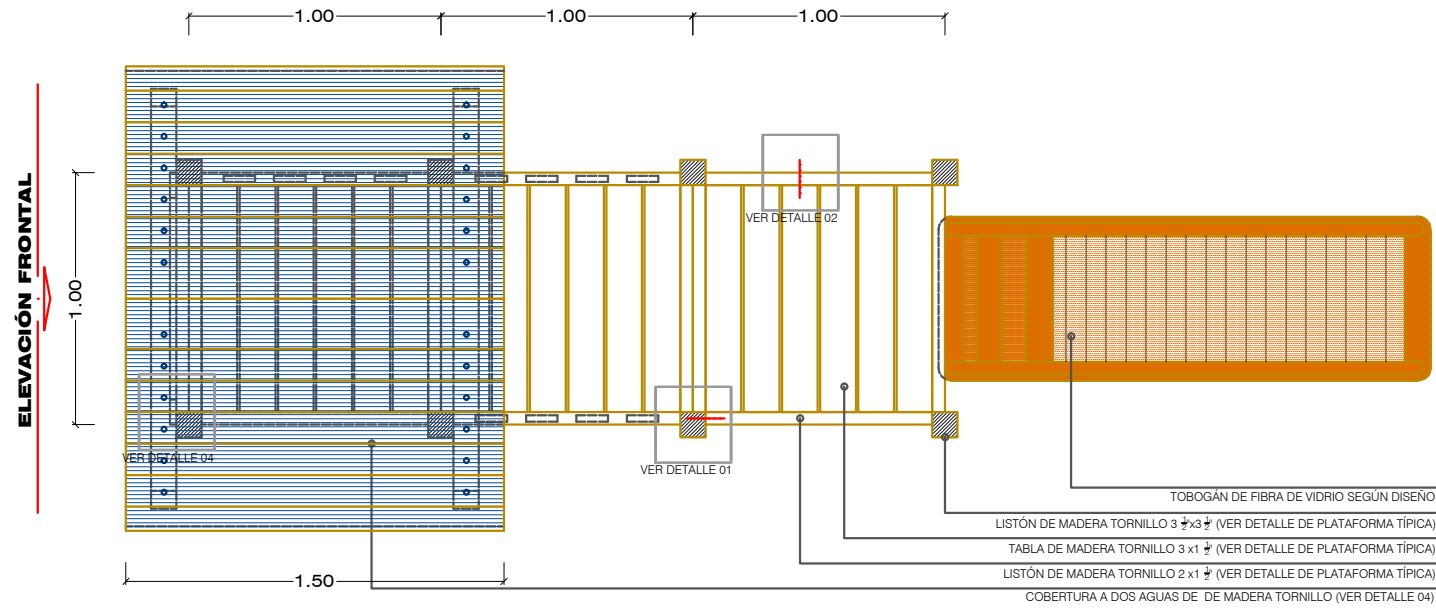 1.00
1.00
1.00
ELEVACIÓN FRONTAL
1.00
VER DETALLE 02
VER DETALLE 04
VER DETALLE 01
TOBOGÁN DE FIBRA DE VIDRIO SEGÚN DISEÑO
LISTÓN DE MADERA TORNILLO 3 ½"x3 ½" (VER DETALLE DE PLATAFORMA TÍPICA)
TABLA DE MADERA TORNILLO 3 x1 ½" (VER DETALLE DE PLATAFORMA TÍPICA)
LISTÓN DE MADERA TORNILLO 2 x1 ½" (VER DETALLE DE PLATAFORMA TÍPICA)
1.50
COBERTURA A DOS AGUAS DE DE MADERA TORNILLO (VER DETALLE 04)